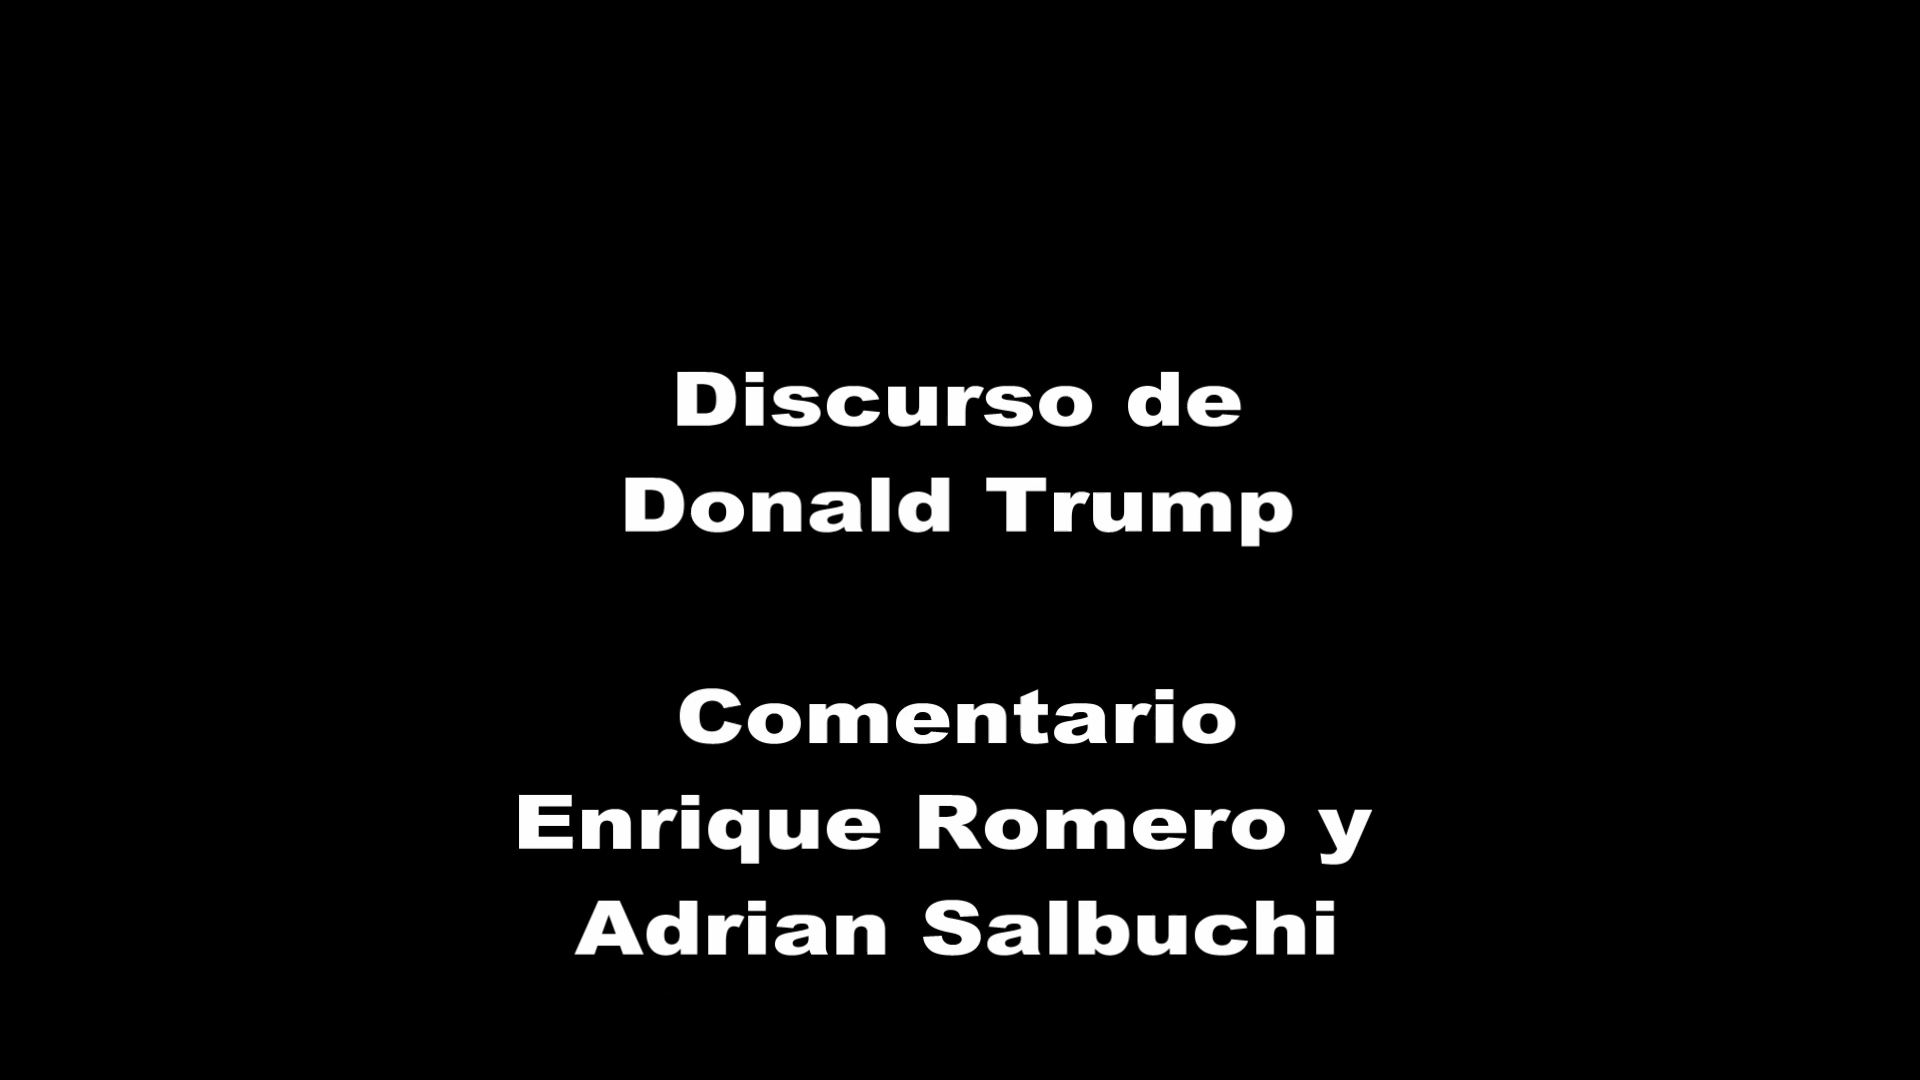 Discurso de
Donald Trump
Comentario
Enrique Romero y
Adrian Salbuchi